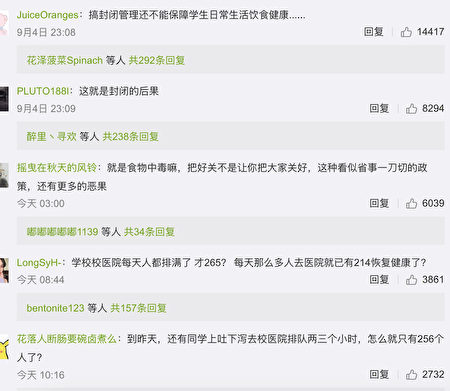 JuiceOranges：搞封闭管理还不能保障学生日常生活饮食健康......
9月4日 23:08 回复 14417
花泽菠菜Spinach 等人 共292条回复
PLUTO188I：这就是封闭的后果
9月4日 23:09 回复 8294
醉里丶寻欢 等人 共238条回复
摇曳在秋天的风铃：就是食物中毒嘛，把好关不是让你把大家关好，这种看似省事一刀切的政
策，还有更多的恶果
今天 03:00 回复 6039
嘟嘟嘟嘟嘟1139 等人 共34条回复
LongSyH-：学校校医院每天人都排满了 才265？ 每天那么多人去医院就已有214恢复健康了？
今天 08:44 回复 3861
bentonite123 等人 共157条回复
花落人断肠要碗卤煮么：到昨天，还有同学上吐下泻去校医院排队两三个小时，怎么就只有256个
人了？
今天 10:16 回复 2732